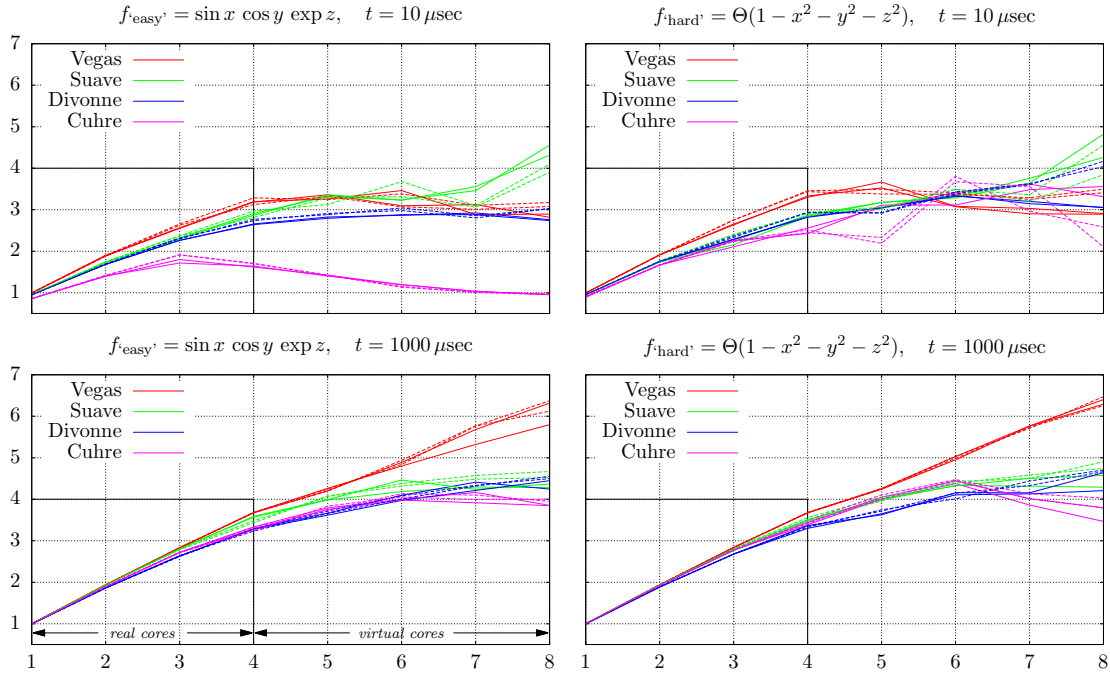 f‘easy’ = sin x cos y exp z, t = 10 μsec
f‘hard’ = Θ(1 − x² − y² − z²), t = 10 μsec
7
6
5
4
3
2
1
Vegas
Suave
Divonne
Cuhre
Vegas
Suave
Divonne
Cuhre
f‘easy’ = sin x cos y exp z, t = 1000 μsec
f‘hard’ = Θ(1 − x² − y² − z²), t = 1000 μsec
7
6
5
4
3
2
1
Vegas
Suave
Divonne
Cuhre
Vegas
Suave
Divonne
Cuhre
real cores virtual cores
1 2 3 4 5 6 7 8
1 2 3 4 5 6 7 8